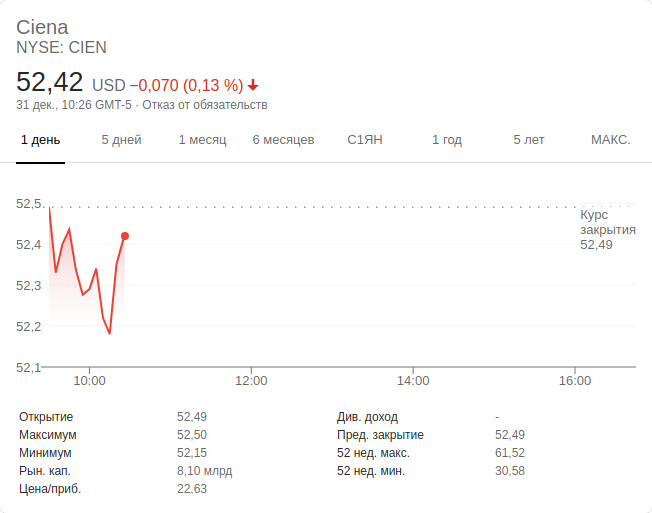 Ciena
NYSE: CIEN
52,42 USD −0,070 (0,13 %)
31 дек., 10:26 GMT-5 · Отказ от обязательств
1 день 5 дней 1 месяц 6 месяцев С1ЯН 1 год 5 лет МАКС.
52,5
Курс
закрытия
52,49
52,4
52,3
52,2
52,1
10:00 12:00 14:00 16:00
Открытие 52,49 Див. доход -
Максимум 52,50 Пред. закрытие 52,49
Минимум 52,15 52 нед. макс. 61,52
Рын. кап. 8,10 млрд 52 нед. мин. 30,58
Цена/приб. 22,63